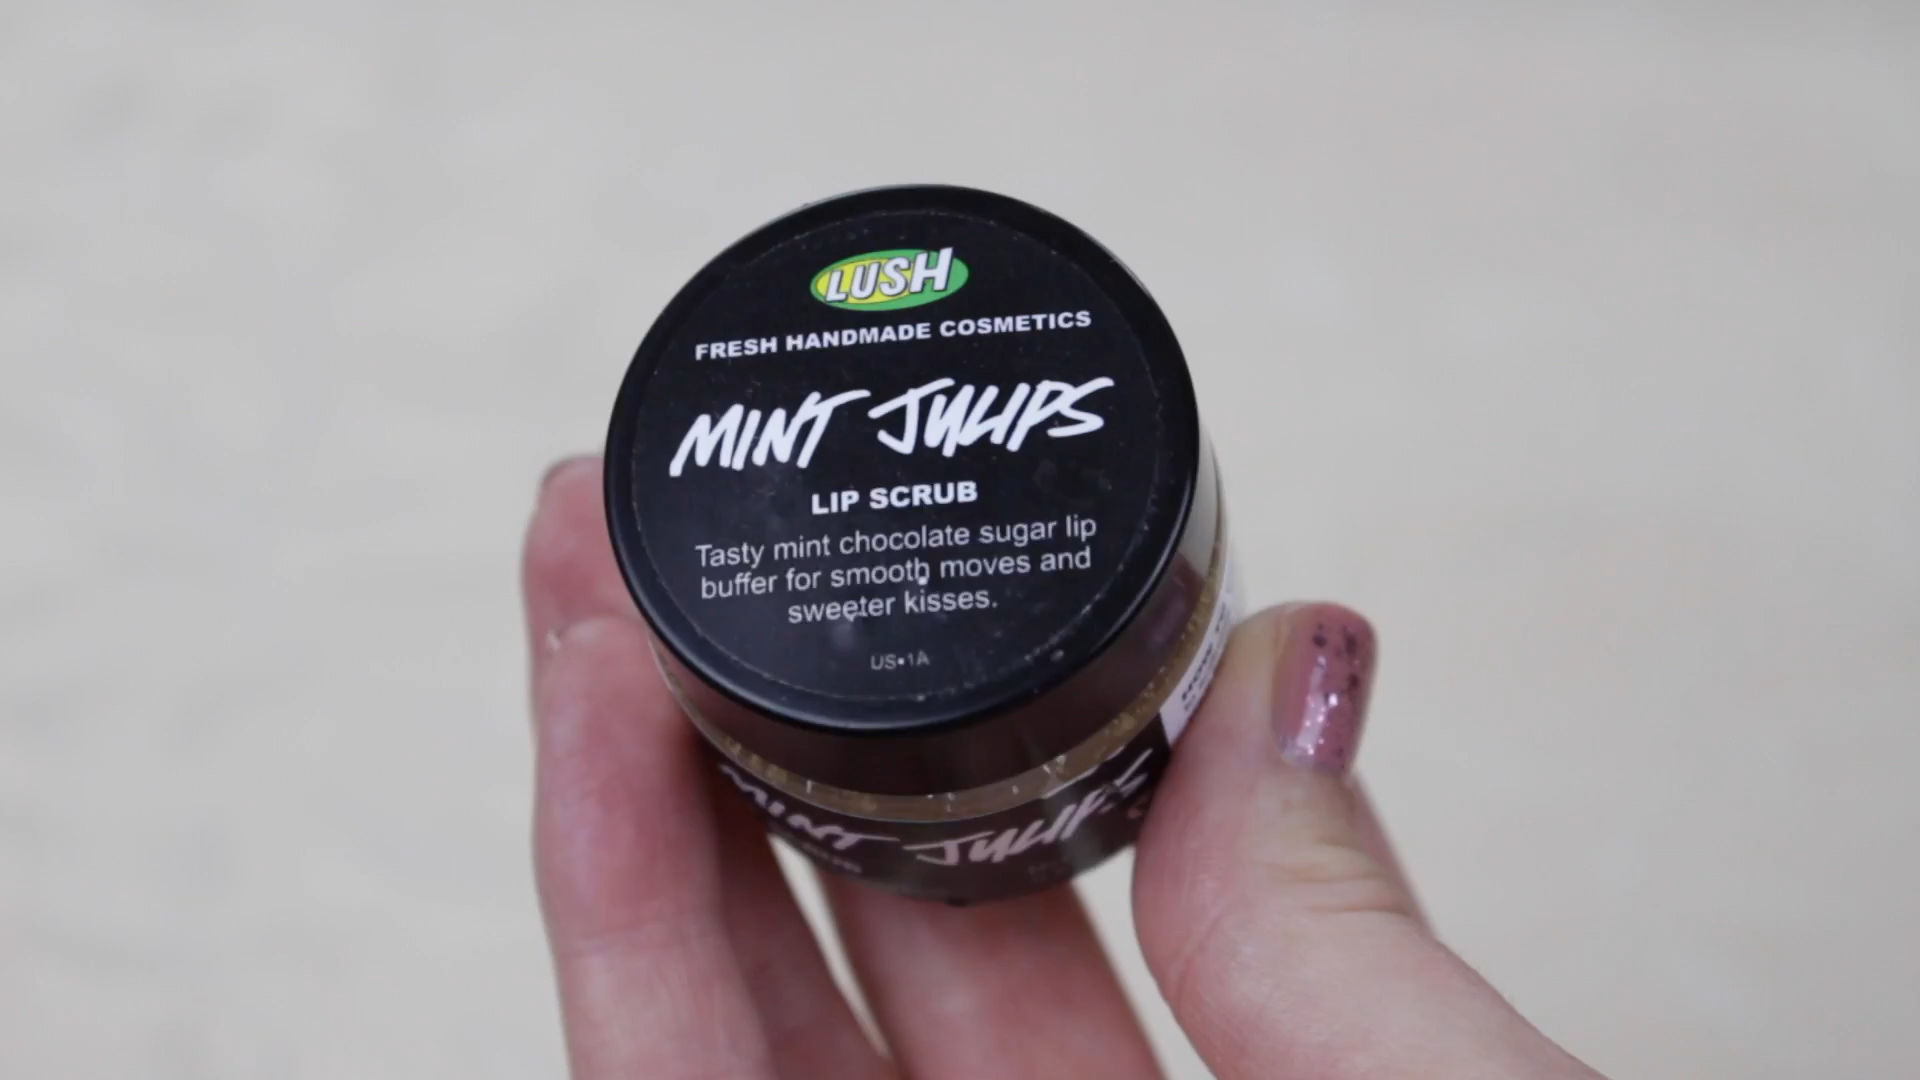 LUSH
FRESH HANDMADE COSMETICS
MINT JULIPS
LIP SCRUB
Tasty mint chocolate sugar lip
buffer for smooth moves and
sweeter kisses.
US•1A
MINT JULIPS